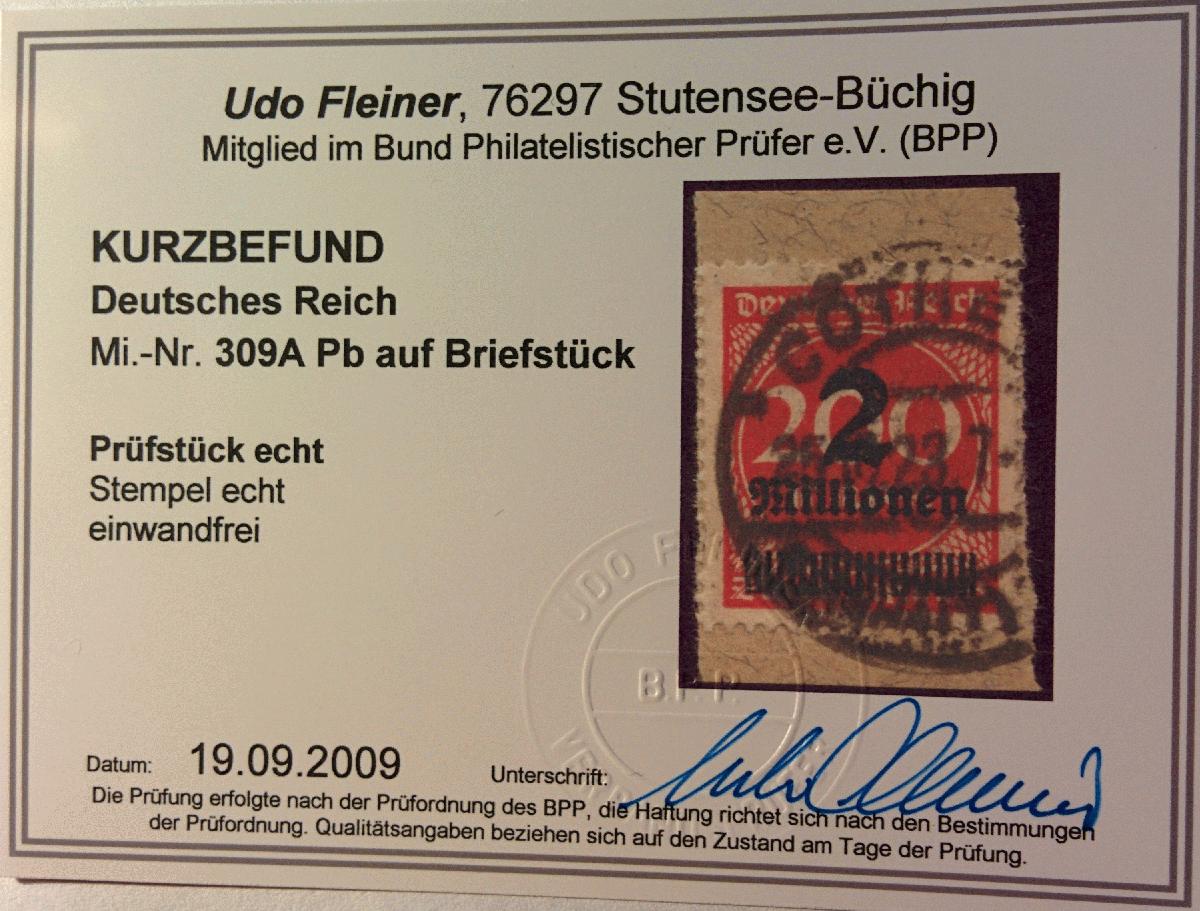 Udo Fleiner, 76297 Stutensee-Büchig
Mitglied im Bund Philatelistischer Prüfer e.V. (BPP)
KURZBEFUND
Deutsches Reich
Mi.-Nr. 309A Pb auf Briefstück
Prüfstück echt
Stempel echt
einwandfrei
Deutsches Reich
CÖTHE
200
2
Millionen
UDO
B.P.P.
Datum: 19.09.2009
Unterschrift:
Die Prüfung erfolgte nach der Prüfordnung des BPP, die Haftung richtet sich nach den Bestimmungen
der Prüfordnung. Qualitätsangaben beziehen sich auf den Zustand am Tage der Prüfung.